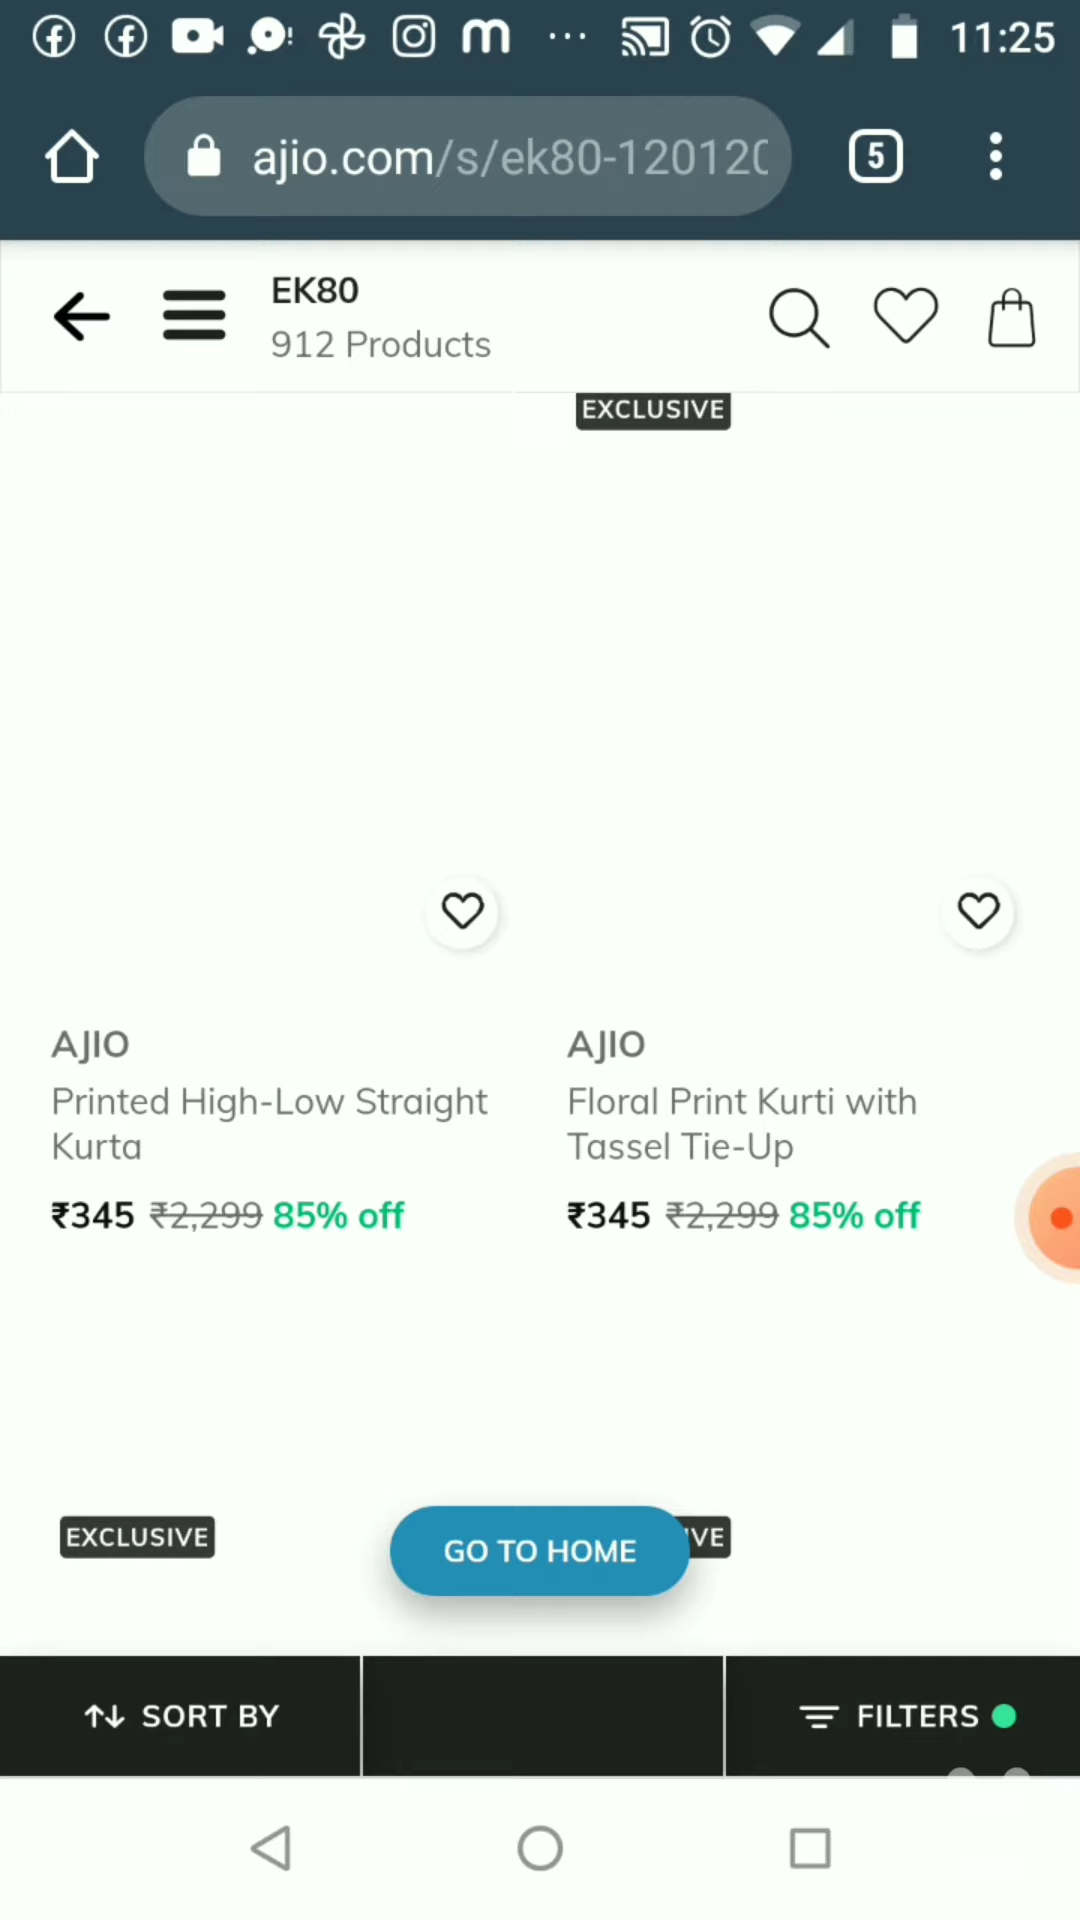 11:25
ajio.com/s/ek80-120120
5
EK80
912 Products
EXCLUSIVE
AJIO
Printed High-Low Straight
Kurta
₹345 ₹2,299 85% off
AJIO
Floral Print Kurti with
Tassel Tie-Up
₹345 ₹2,299 85% off
EXCLUSIVE
GO TO HOME
VE
SORT BY
FILTERS